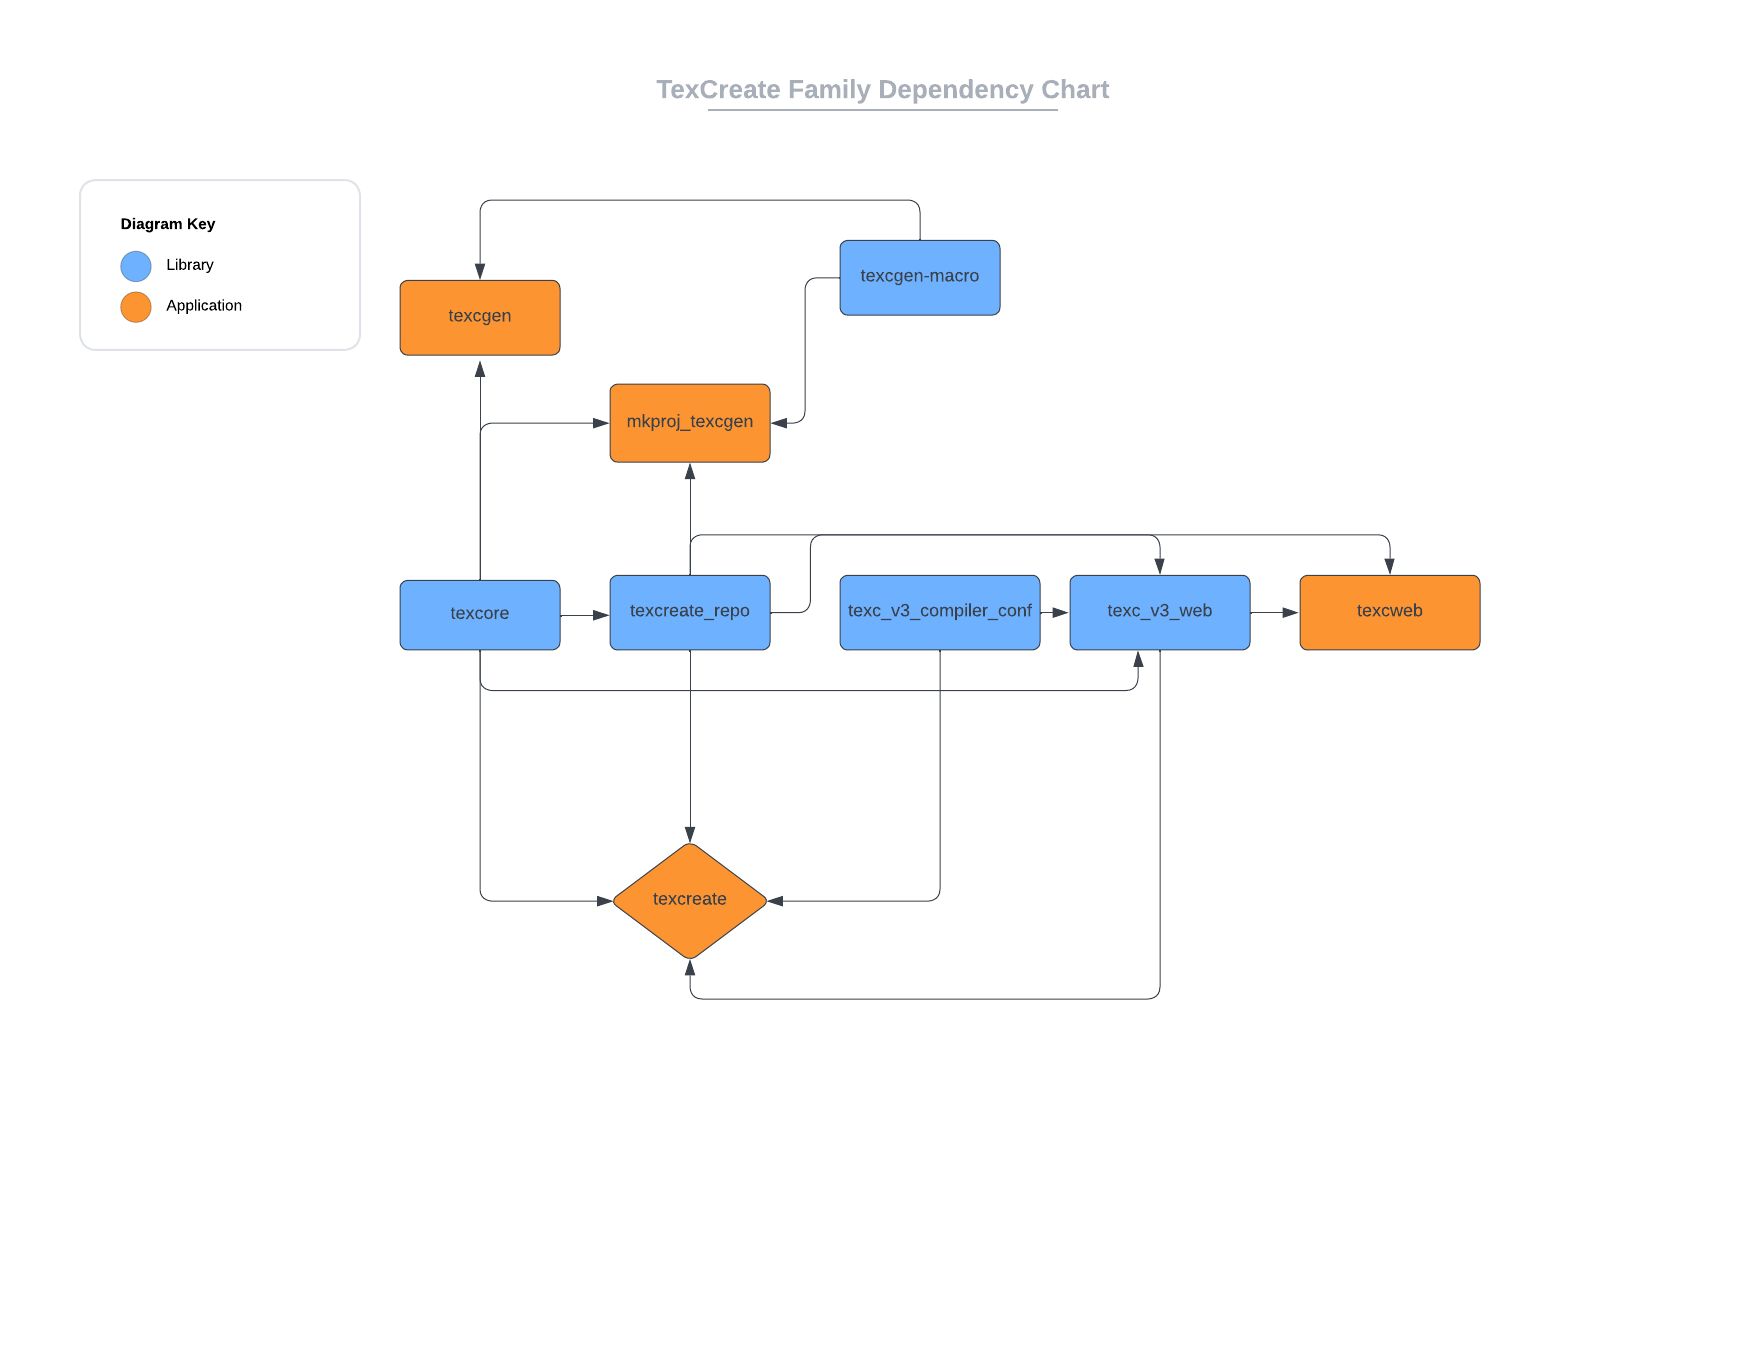 TexCreate Family Dependency Chart
Diagram Key
Library
Application
texcgen-macro
texcgen
mkproj_texcgen
texcore
texcreate_repo
texc_v3_compiler_conf
texc_v3_web
texcweb
texcreate